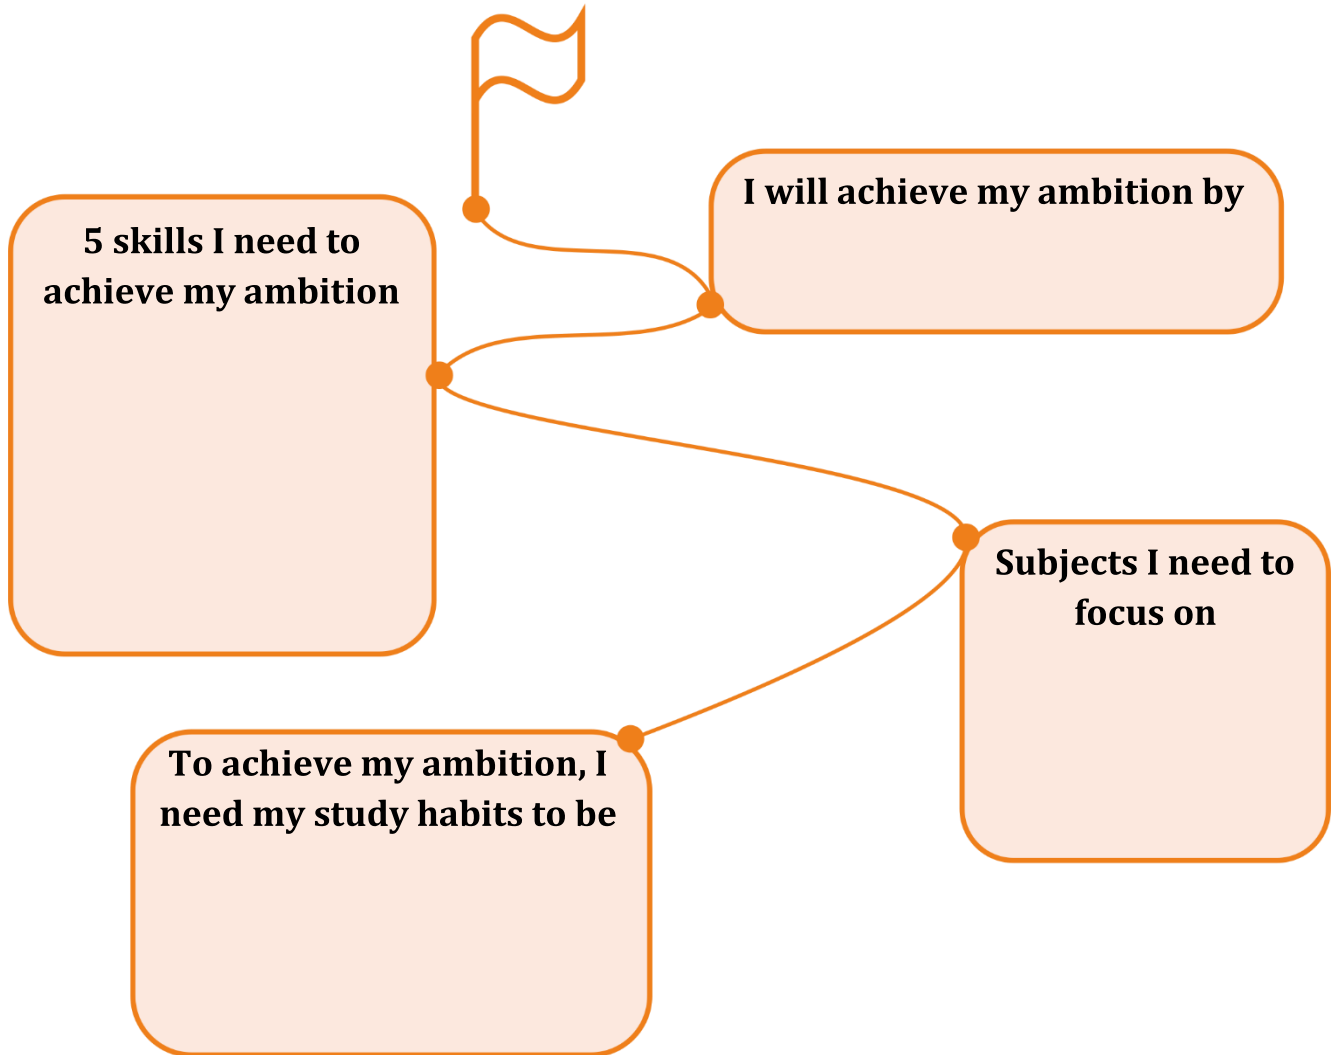 I will achieve my ambition by
5 skills I need to
achieve my ambition
Subjects I need to
focus on
To achieve my ambition, I
need my study habits to be